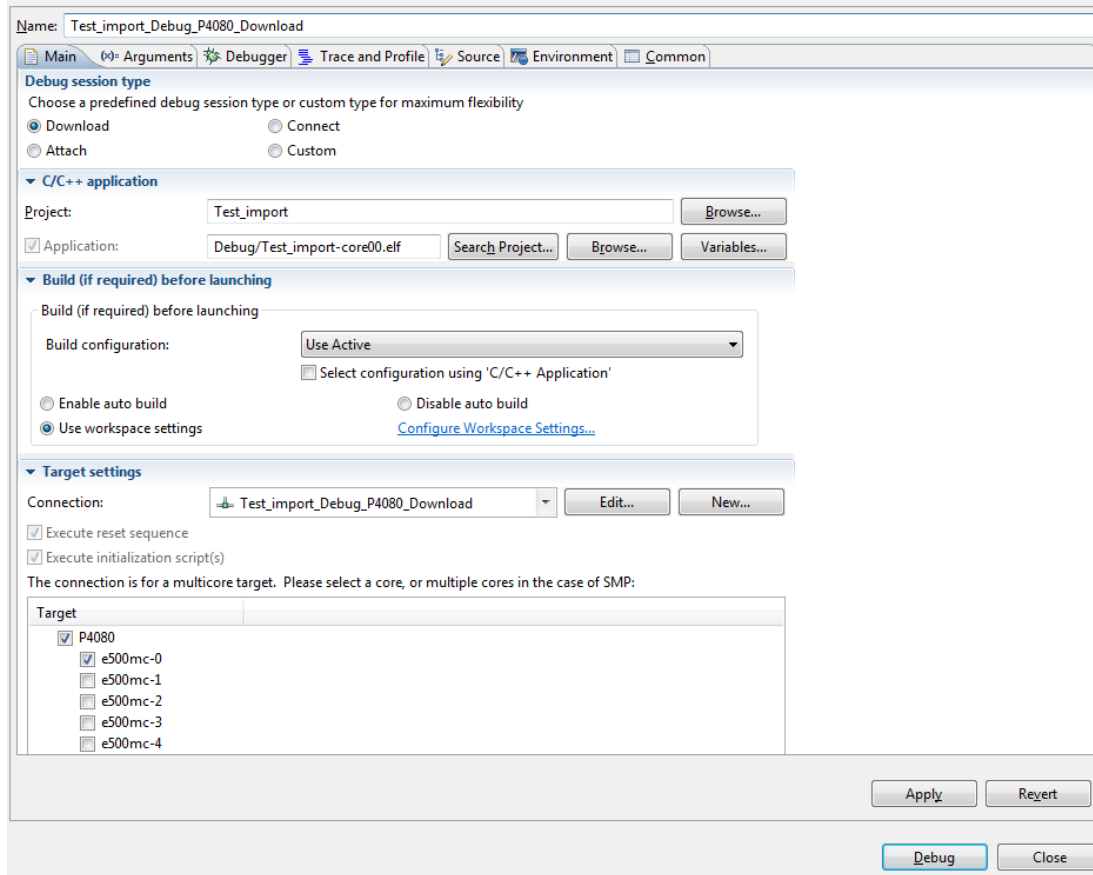 Name: Test_import_Debug_P4080_Download
Main (x)= Arguments Debugger Trace and Profile Source Environment Common
Debug session type
Choose a predefined debug session type or custom type for maximum flexibility
Download Connect
Attach Custom
C/C++ application
Project: Test_import Browse...
Application: Debug/Test_import-core00.elf Search Project... Browse... Variables...
Build (if required) before launching
Build (if required) before launching
Build configuration: Use Active
Select configuration using 'C/C++ Application'
Enable auto build Disable auto build
Use workspace settings Configure Workspace Settings...
Target settings
Connection: Test_import_Debug_P4080_Download Edit... New...
Execute reset sequence
Execute initialization script(s)
The connection is for a multicore target. Please select a core, or multiple cores in the case of SMP:
Target
P4080
e500mc-0
e500mc-1
e500mc-2
e500mc-3
e500mc-4
Apply Revert
Debug Close